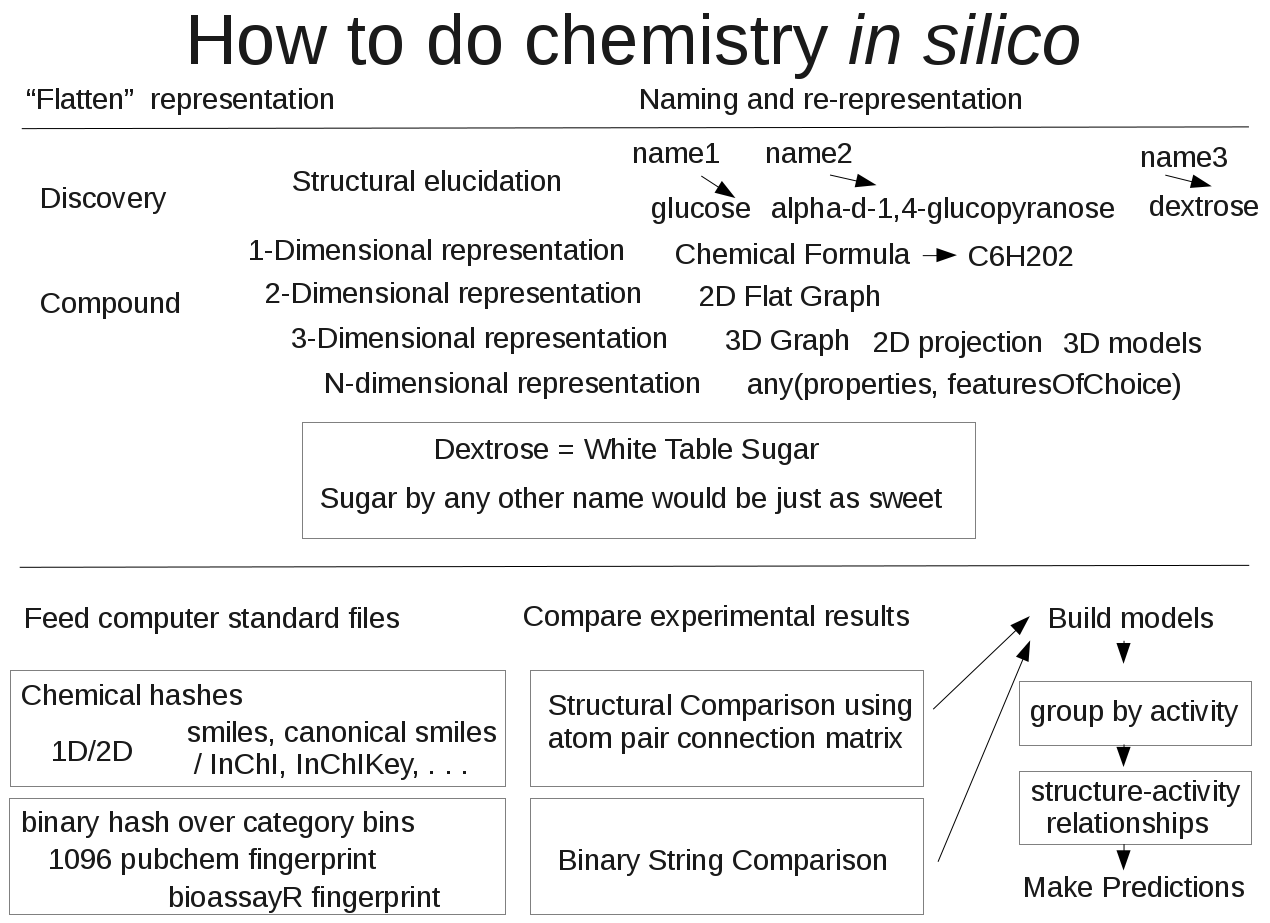 How to do chemistry in silico
“Flatten” representation
Naming and re-representation
Discovery
Structural elucidation
name1
name2
name3
glucose
alpha-d-1,4-glucopyranose
dextrose
Compound
1-Dimensional representation
Chemical Formula
C6H202
2-Dimensional representation
2D Flat Graph
3-Dimensional representation
3D Graph
2D projection
3D models
N-dimensional representation
any(properties, featuresOfChoice)
Dextrose = White Table Sugar
Sugar by any other name would be just as sweet
Feed computer standard files
Chemical hashes
1D/2D
smiles, canonical smiles
/ InChI, InChIKey, . . .
binary hash over category bins
1096 pubchem fingerprint
bioassayR fingerprint
Compare experimental results
Structural Comparison using
atom pair connection matrix
Binary String Comparison
Build models
group by activity
structure-activity
relationships
Make Predictions